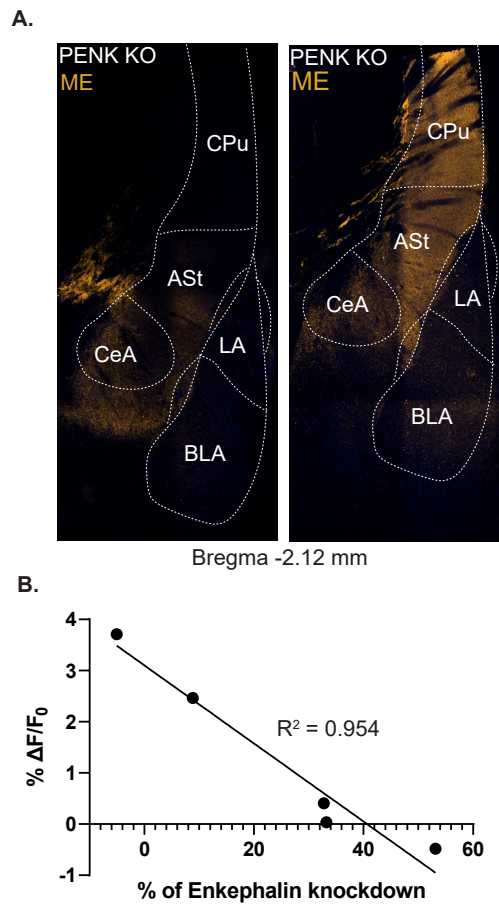 A.
PENK KO
ME
CPu
ASt
CeA
LA
BLA
PENK KO
ME
CPu
ASt
CeA
LA
BLA
Bregma -2.12 mm
B.
4
3
2
1
0
-1
% ΔF/F₀
R² = 0.954
0 20 40 60
% of Enkephalin knockdown